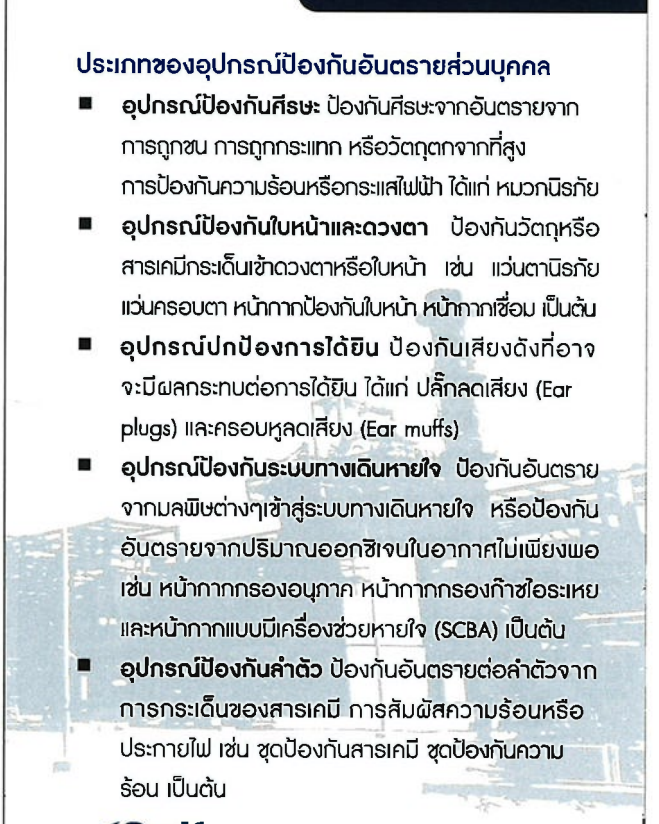 ประเภทของอุปกรณ์ป้องกันอันตรายส่วนบุคคล
■ อุปกรณ์ป้องกันศีรษะ ป้องกันศีรษะจากอันตรายจาก
การถูกชน การถูกกระแทก หรือวัตถุตกจากที่สูง
การป้องกันความร้อนหรือกระแสไฟฟ้า ได้แก่ หมวกนิรภัย
■ อุปกรณ์ป้องกันใบหน้าและดวงตา ป้องกันวัตถุหรือ
สารเคมีกระเด็นเข้าดวงตาหรือใบหน้า เช่น แว่นตานิรภัย
แว่นครอบตา หน้ากากป้องกันใบหน้า หน้ากากเชื่อม เป็นต้น
■ อุปกรณ์ปกป้องการได้ยิน ป้องกันเสียงดังที่อาจ
จะมีผลกระทบต่อการได้ยิน ได้แก่ ปลั๊กลดเสียง (Ear
plugs) และครอบหูลดเสียง (Ear muffs)
■ อุปกรณ์ป้องกันระบบทางเดินหายใจ ป้องกันอันตราย
จากมลพิษต่างๆเข้าสู่ระบบทางเดินหายใจ หรือป้องกัน
อันตรายจากปริมาณออกซิเจนในอากาศไม่เพียงพอ
เช่น หน้ากากกรองอนุภาค หน้ากากกรองก๊าซไอระเหย
และหน้ากากแบบมีเครื่องช่วยหายใจ (SCBA) เป็นต้น
■ อุปกรณ์ป้องกันลำตัว ป้องกันอันตรายต่อลำตัวจาก
การกระเด็นของสารเคมี การสัมผัสความร้อนหรือ
ประกายไฟ เช่น ชุดป้องกันสารเคมี ชุดป้องกันความ
ร้อน เป็นต้น